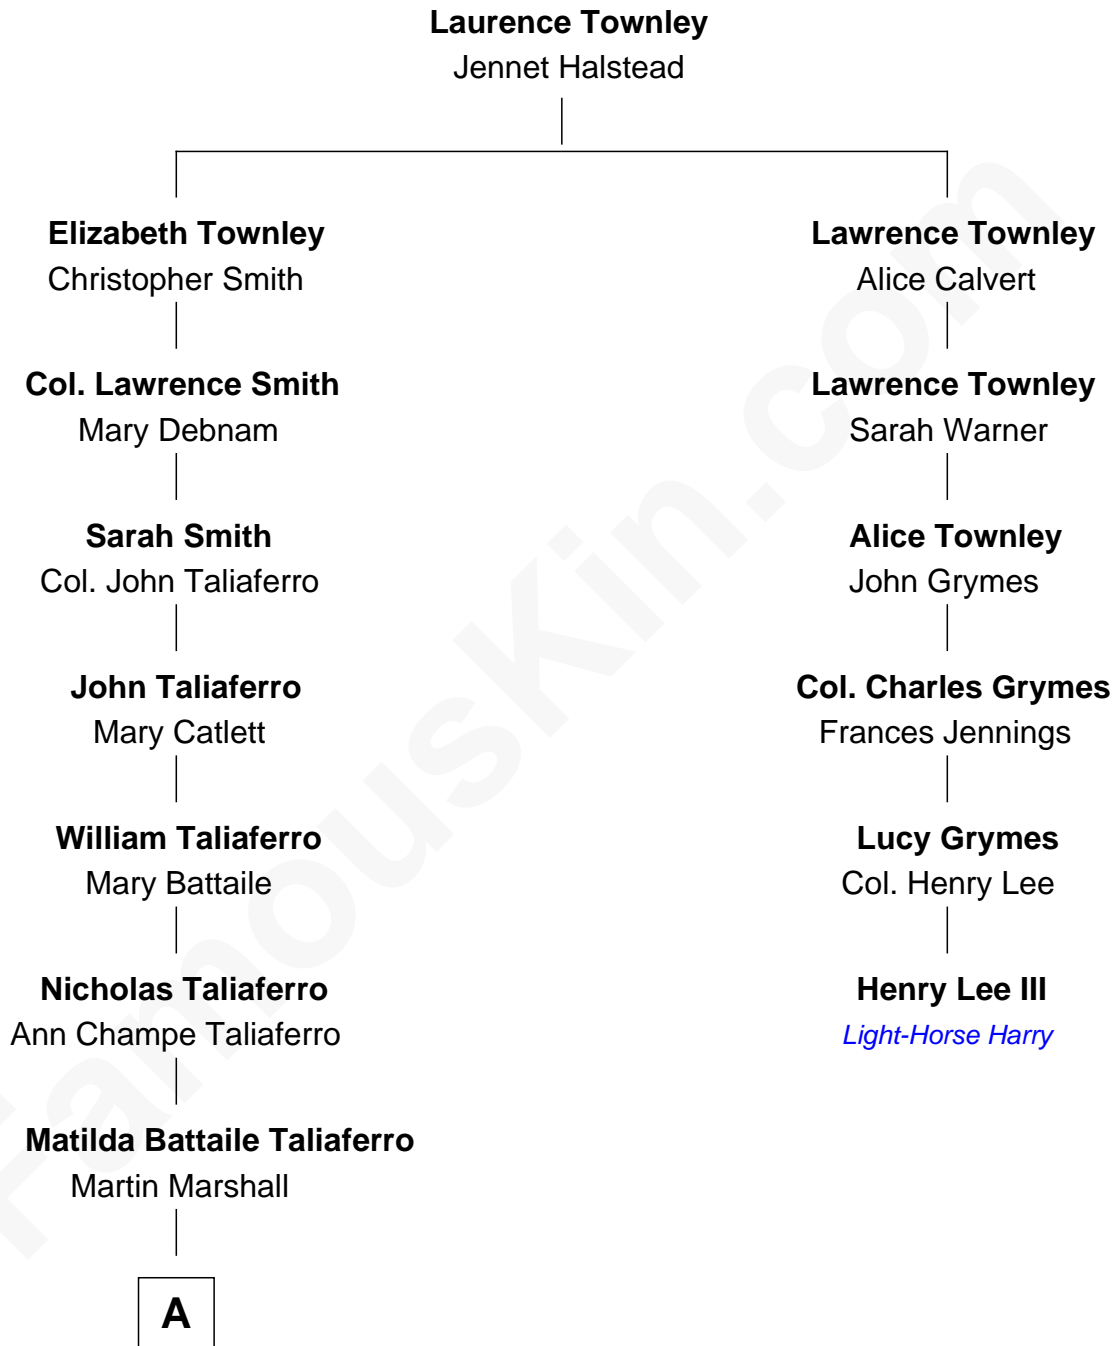 Laurence Townley
Jennet Halstead
Elizabeth Townley
Christopher Smith
Lawrence Townley
Alice Calvert
Col. Lawrence Smith
Mary Debnam
Lawrence Townley
Sarah Warner
Sarah Smith
Col. John Taliaferro
Alice Townley
John Grymes
John Taliaferro
Mary Catlett
Col. Charles Grymes
Frances Jennings
William Taliaferro
Mary Battaile
Lucy Grymes
Col. Henry Lee
Nicholas Taliaferro
Ann Champe Taliaferro
Henry Lee III
Light-Horse Harry
Matilda Battaile Taliaferro
Martin Marshall
A
FamousKin.com